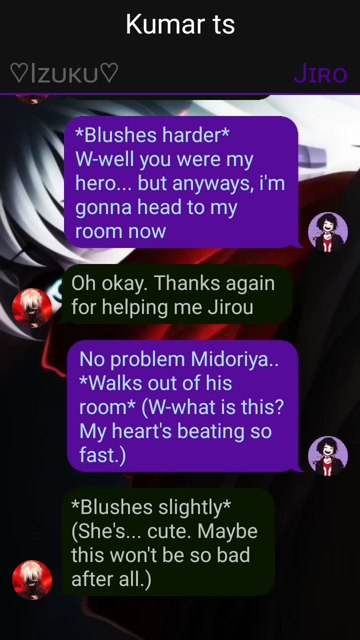 Kumar ts
♡Izuku♡
Jiro
*Blushes harder*
W-well you were my
hero... but anyways, i'm
gonna head to my
room now
Oh okay. Thanks again
for helping me Jirou
No problem Midoriya..
*Walks out of his
room* (W-what is this?
My heart's beating so
fast.)
*Blushes slightly*
(She's... cute. Maybe
this won't be so bad
after all.)